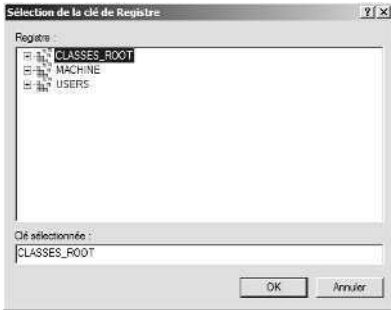 Sélection de la clé de Registre
Registre :
CLASSES_ROOT
MACHINE
USERS
Clé sélectionnée :
CLASSES_ROOT
OK
Annuler